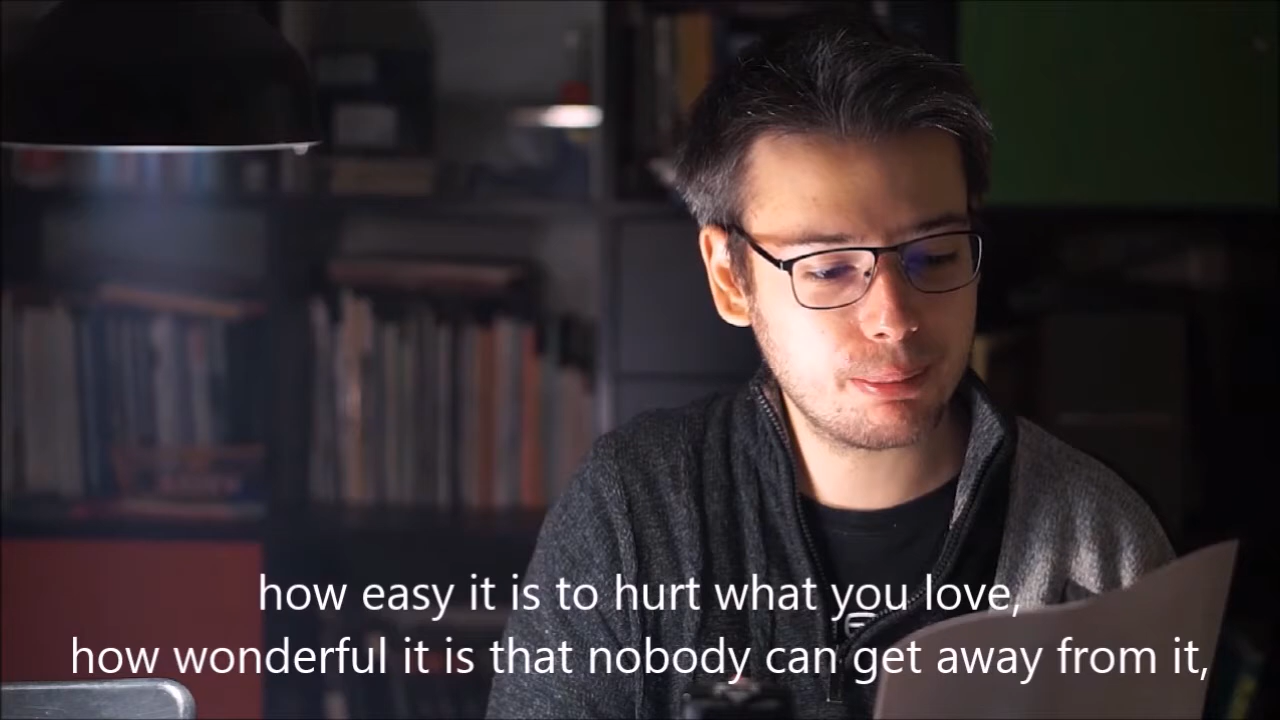 how easy it is to hurt what you love,
how wonderful it is that nobody can get away from it,